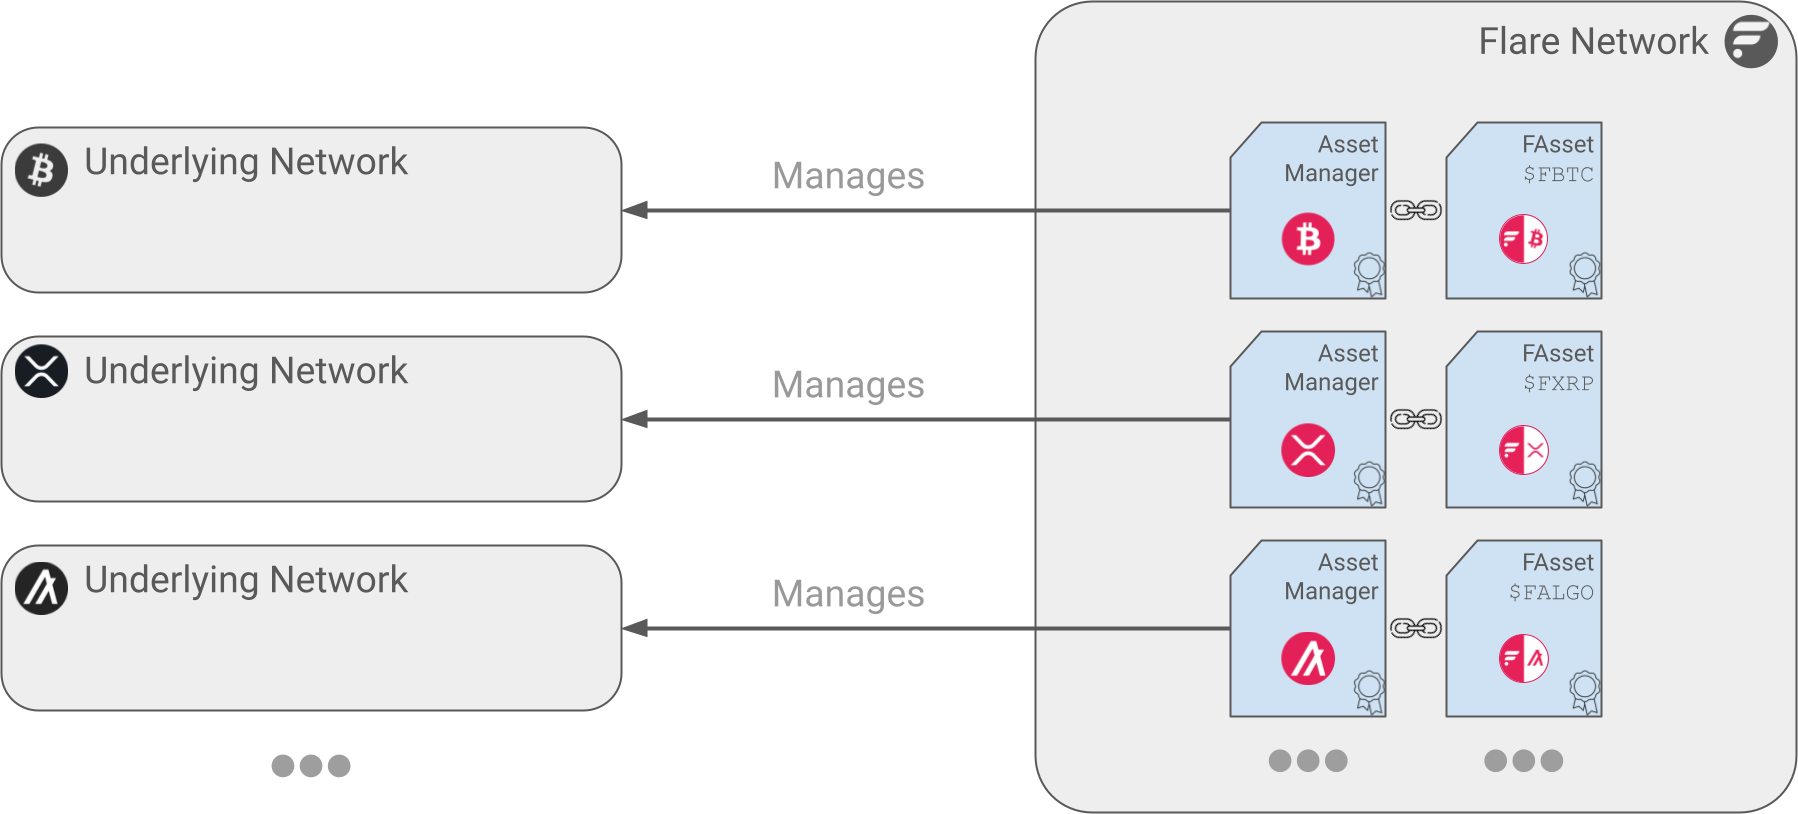 Flare Network
Underlying Network
Manages
Asset
Manager
FAsset
$FBTC
Underlying Network
Manages
Asset
Manager
FAsset
$FXRP
Underlying Network
Manages
Asset
Manager
FAsset
$FALGO